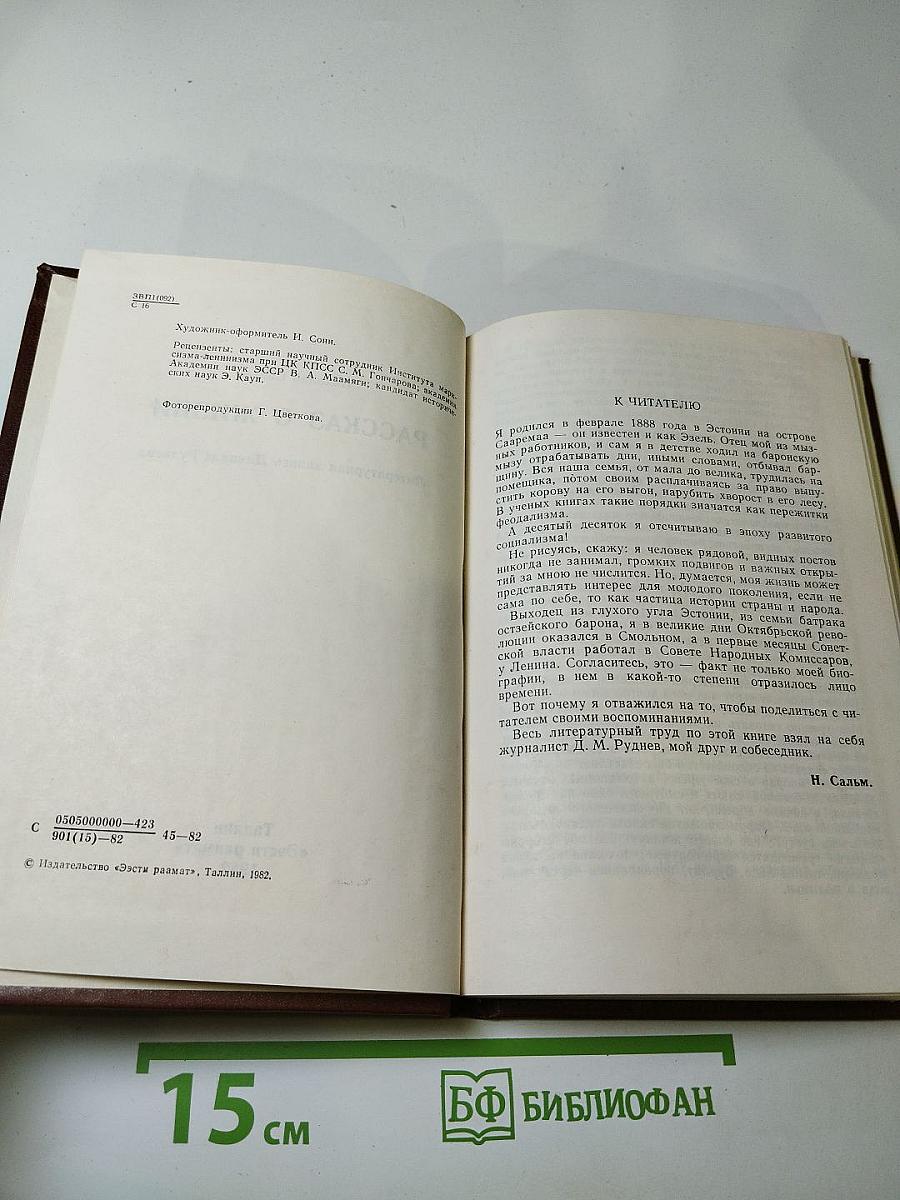 ЗВП1(092)
С 16
Художник-оформитель И. Сони.
Рецензенты: старший научный сотрудник Института марк-
сизма-ленинизма при ЦК КПСС С. М. Гончарова; академик
Академии наук ЭССР В. А. Маамяги; кандидат историче-
ских наук Э. Кауп.
Фоторепродукции Г. Цветкова.
С 0505000000—423 45—82
901(15)—82
© Издательство «Ээсти раамат», Таллин, 1982.
К ЧИТАТЕЛЮ
Я родился в феврале 1888 года в Эстонии на острове
Сааремаа — он известен и как Эзель. Отец мой из мыз-
ных работников, и сам я в детстве ходил на баронскую
мызу отрабатывать дни, иными словами, отбывал бар-
щину. Вся наша семья, от мала до велика, трудилась на
помещика, потом своим расплачиваясь за право выпу-
стить корову на его выгон, нарубить хворост в его лесу.
В ученых книгах такие порядки значатся как пережитки
феодализма.
А десятый десяток я отсчитываю в эпоху развитого
социализма!
Не рисуясь, скажу: я человек рядовой, видных постов
никогда не занимал, громких подвигов и важных откры-
тий за мною не числится. Но, думается, моя жизнь может
представлять интерес для молодого поколения, если не
сама по себе, то как частица истории страны и народа.
Выходец из глухого угла Эстонии, из семьи батрака
остзейского барона, я в великие дни Октябрьской рево-
люции оказался в Смольном, а в первые месяцы Совет-
ской власти работал в Совете Народных Комиссаров,
у Ленина. Согласитесь, это — факт не только моей био-
графии, в нем в какой-то степени отразилось лицо
времени.
Вот почему я отважился на то, чтобы поделиться с чи-
тателем своими воспоминаниями.
Весь литературный труд по этой книге взял на себя
журналист Д. М. Руднев, мой друг и собеседник.
Н. Сальм.
15 см
БФ БИБЛИОФАН